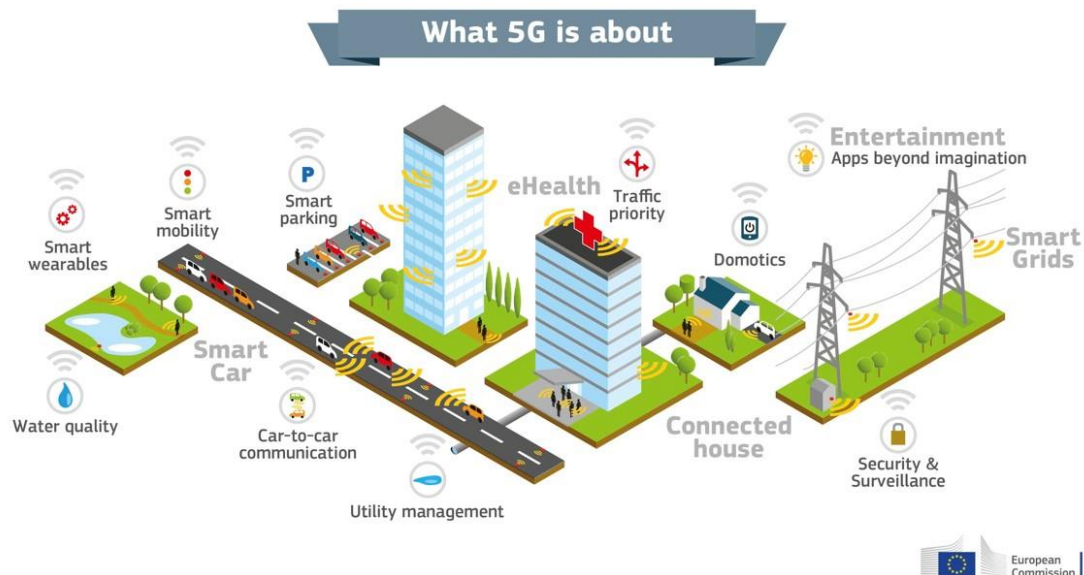 What 5G is about
Entertainment
Apps beyond imagination
eHealth
Traffic
priority
Smart
parking
P
Smart
mobility
Smart
wearables
Domotics
Smart
Grids
Smart
Car
Water quality
Car-to-car
communication
Connected
house
Security &
Surveillance
Utility management
European
Commission